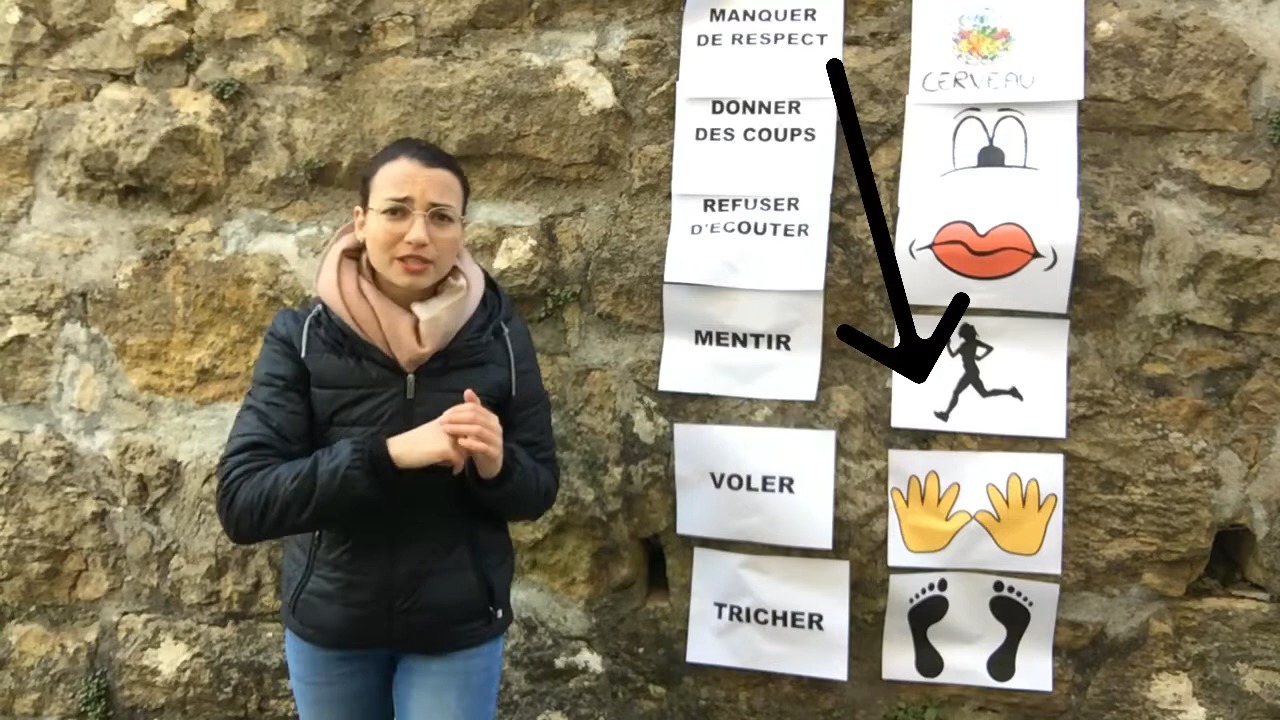 MANQUER
DE RESPECT
DONNER
DES COUPS
REFUSER
D'ECOUTER
MENTIR
VOLER
TRICHER
CERVEAU